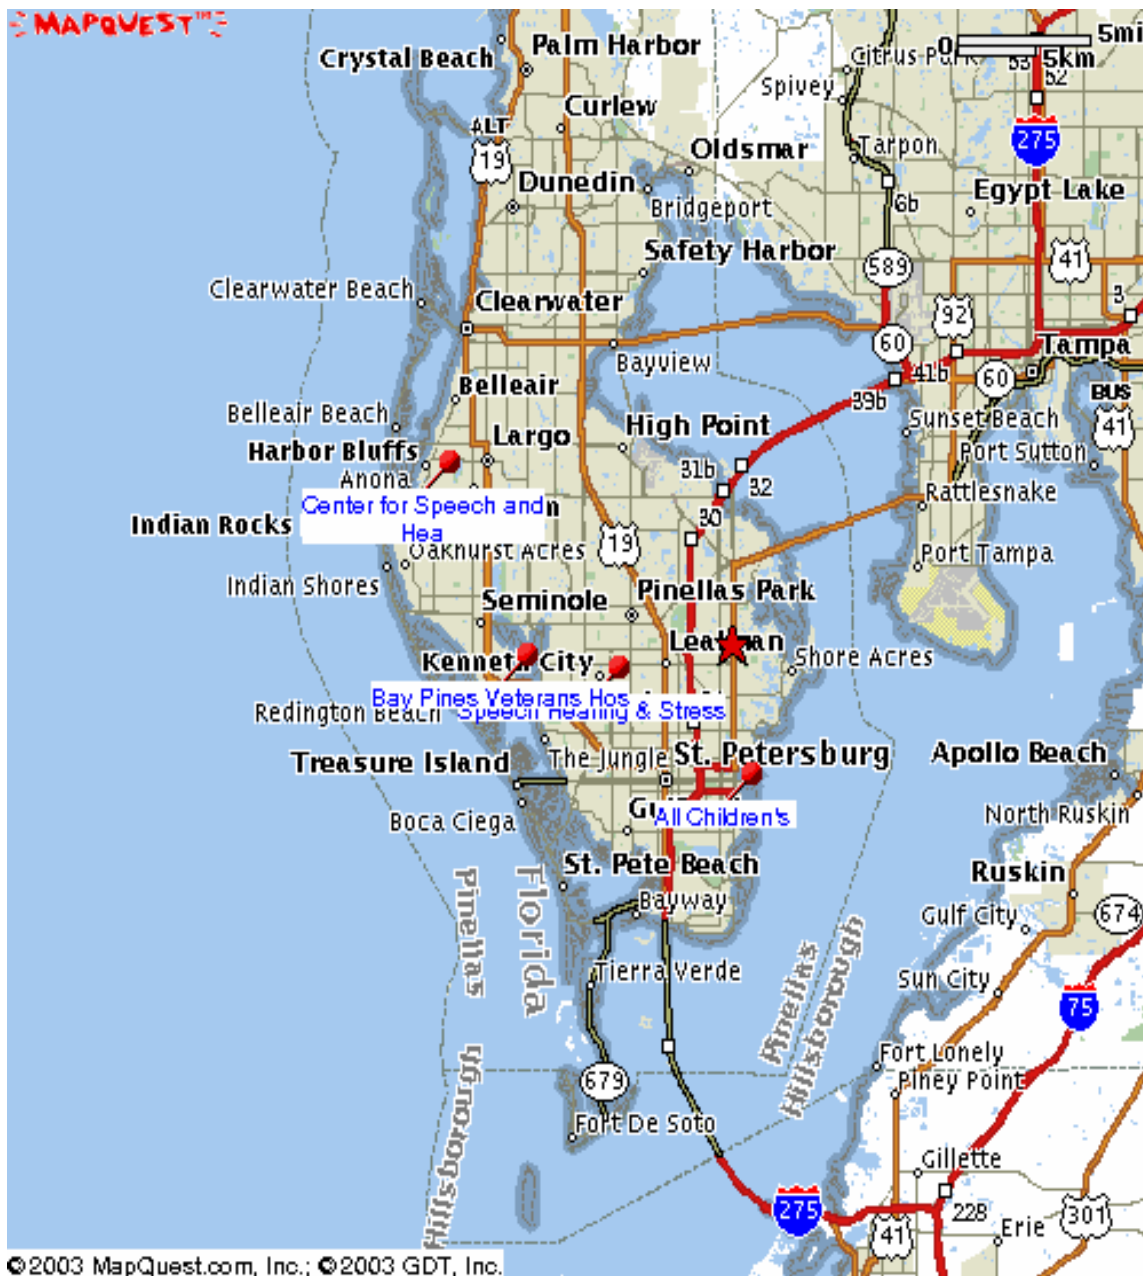 MAPQUEST™
Crystal Beach
Palm Harbor
0
5mi
5km
Citrus
53
52
Spivey
Curlew
ALT
19
275
Oldsmar
Tarpon
Dunedin
Bridgeport
6b
Egypt Lake
Safety Harbor
589
41
Clearwater Beach
Clearwater
92
3
60
Bayview
Tampa
41b
60
Belleair
39b
BUS
41
Belleair Beach
Sunset Beach
High Point
Largo
Harbor Bluffs
Port Sutton
Anona
31b
32
Rattlesnake
Center for Speech and
Hea
Indian Rocks
30
19
Oakhurst Acres
Port Tampa
Indian Shores
Pinellas Park
Seminole
Shore Acres
Kenneth City
Bay Pines Veterans Hos
Speech Hearing & Stress
Redington Beach
The Jungle
St. Petersburg
Treasure Island
Apollo Beach
All Children's
Boca Ciega
North Ruskin
St. Pete Beach
Ruskin
Bayway
Gulf City
674
Pinellas
Florida
Tierra Verde
Sun City
Pinellas
Hillsborough
75
Fort Lonely
679
Piney Point
Fort De Soto
Hillsborough
Gillette
275
228
41
301
Erie
©2003 MapQuest.com, Inc.; ©2003 GDT, Inc.